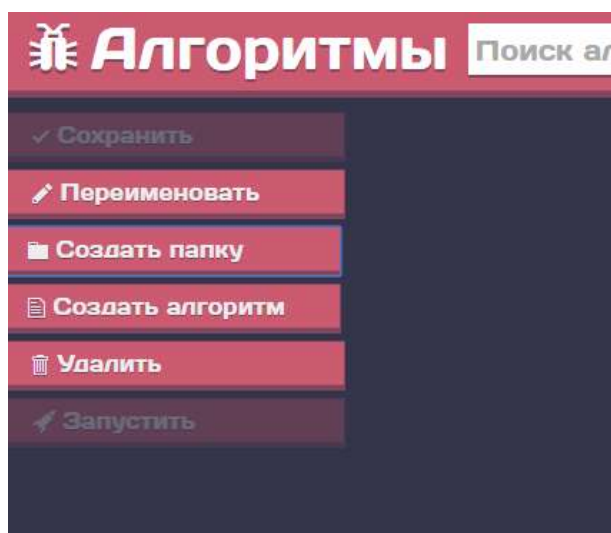 Алгоритмы
Поиск ал
Сохранить
Переименовать
Создать папку
Создать алгоритм
Удалить
Запустить